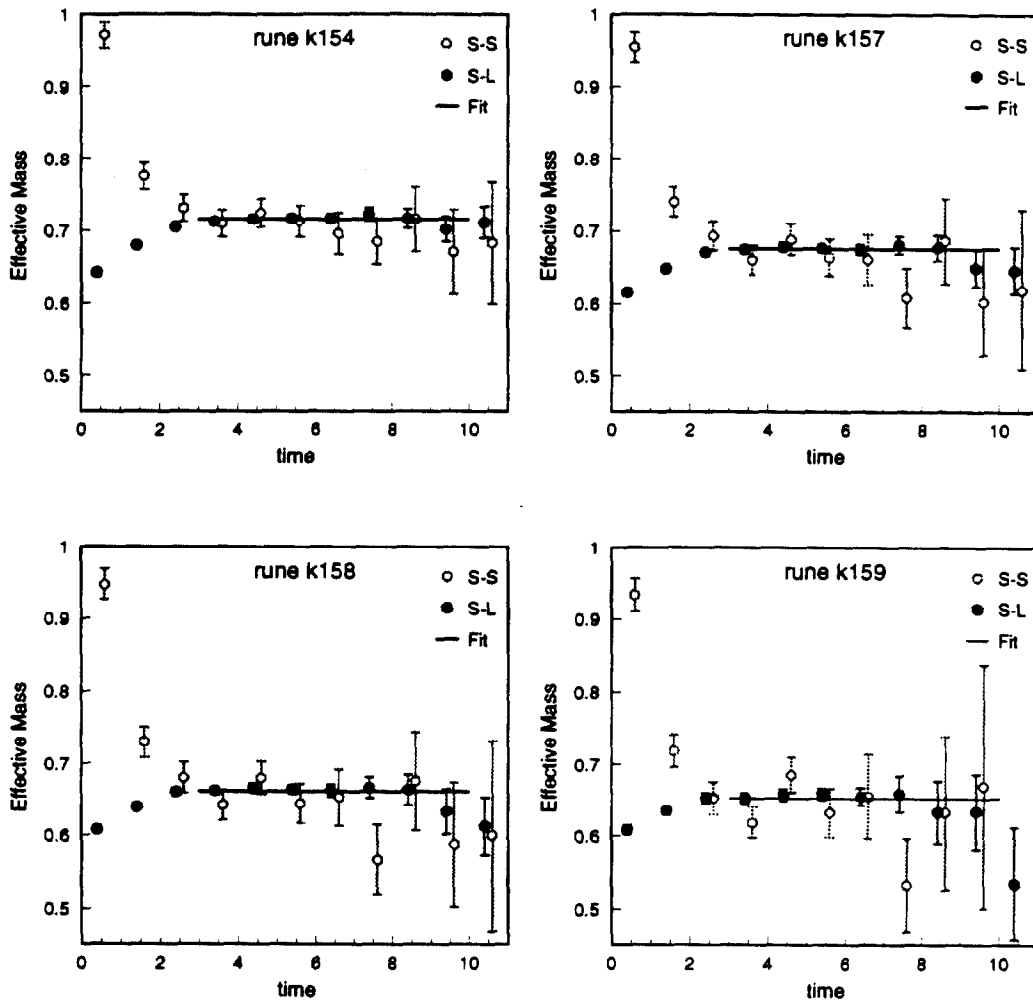 rune k154
S-S
S-L
Fit
Effective Mass
1
0.9
0.8
0.7
0.6
0.5
0 2 4 6 8 10
time
rune k157
S-S
S-L
Fit
Effective Mass
1
0.9
0.8
0.7
0.6
0.5
0 2 4 6 8 10
time
rune k158
S-S
S-L
Fit
Effective Mass
1
0.9
0.8
0.7
0.6
0.5
0 2 4 6 8 10
time
rune k159
S-S
S-L
Fit
Effective Mass
1
0.9
0.8
0.7
0.6
0.5
0 2 4 6 8 10
time